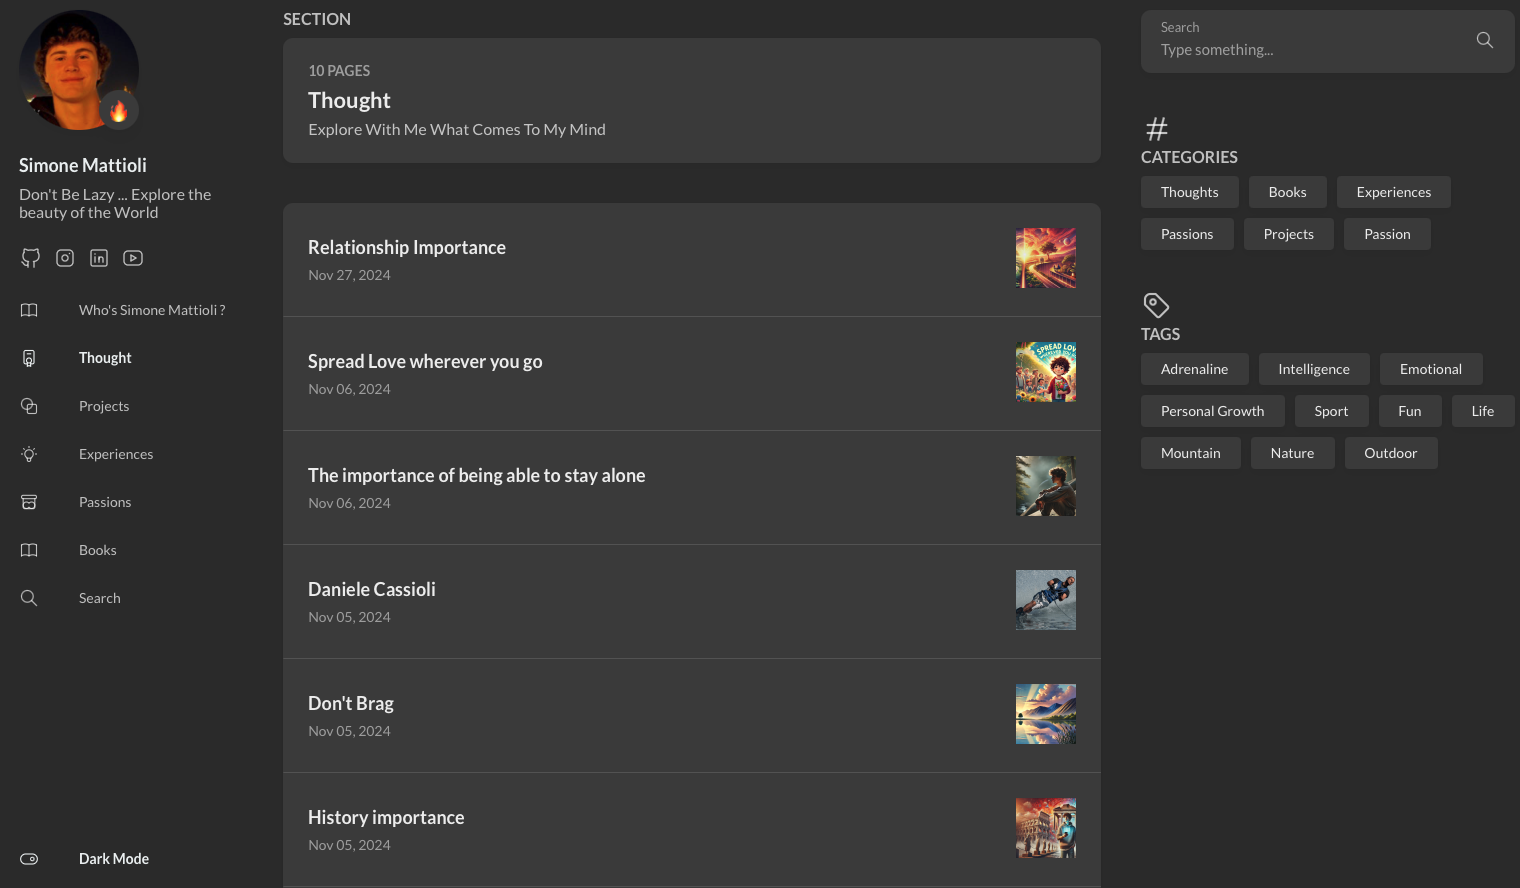 Simone Mattioli
Don't Be Lazy ... Explore the
beauty of the World
Who's Simone Mattioli ?
Thought
Projects
Experiences
Passions
Books
Search
Dark Mode
SECTION
10 PAGES
Thought
Explore With Me What Comes To My Mind
Relationship Importance
Nov 27, 2024
Spread Love wherever you go
Nov 06, 2024
SPREAD LOV
The importance of being able to stay alone
Nov 06, 2024
Daniele Cassioli
Nov 05, 2024
Don't Brag
Nov 05, 2024
History importance
Nov 05, 2024
Search
Type something...
CATEGORIES
Thoughts
Books
Experiences
Passions
Projects
Passion
TAGS
Adrenaline
Intelligence
Emotional
Personal Growth
Sport
Fun
Life
Mountain
Nature
Outdoor